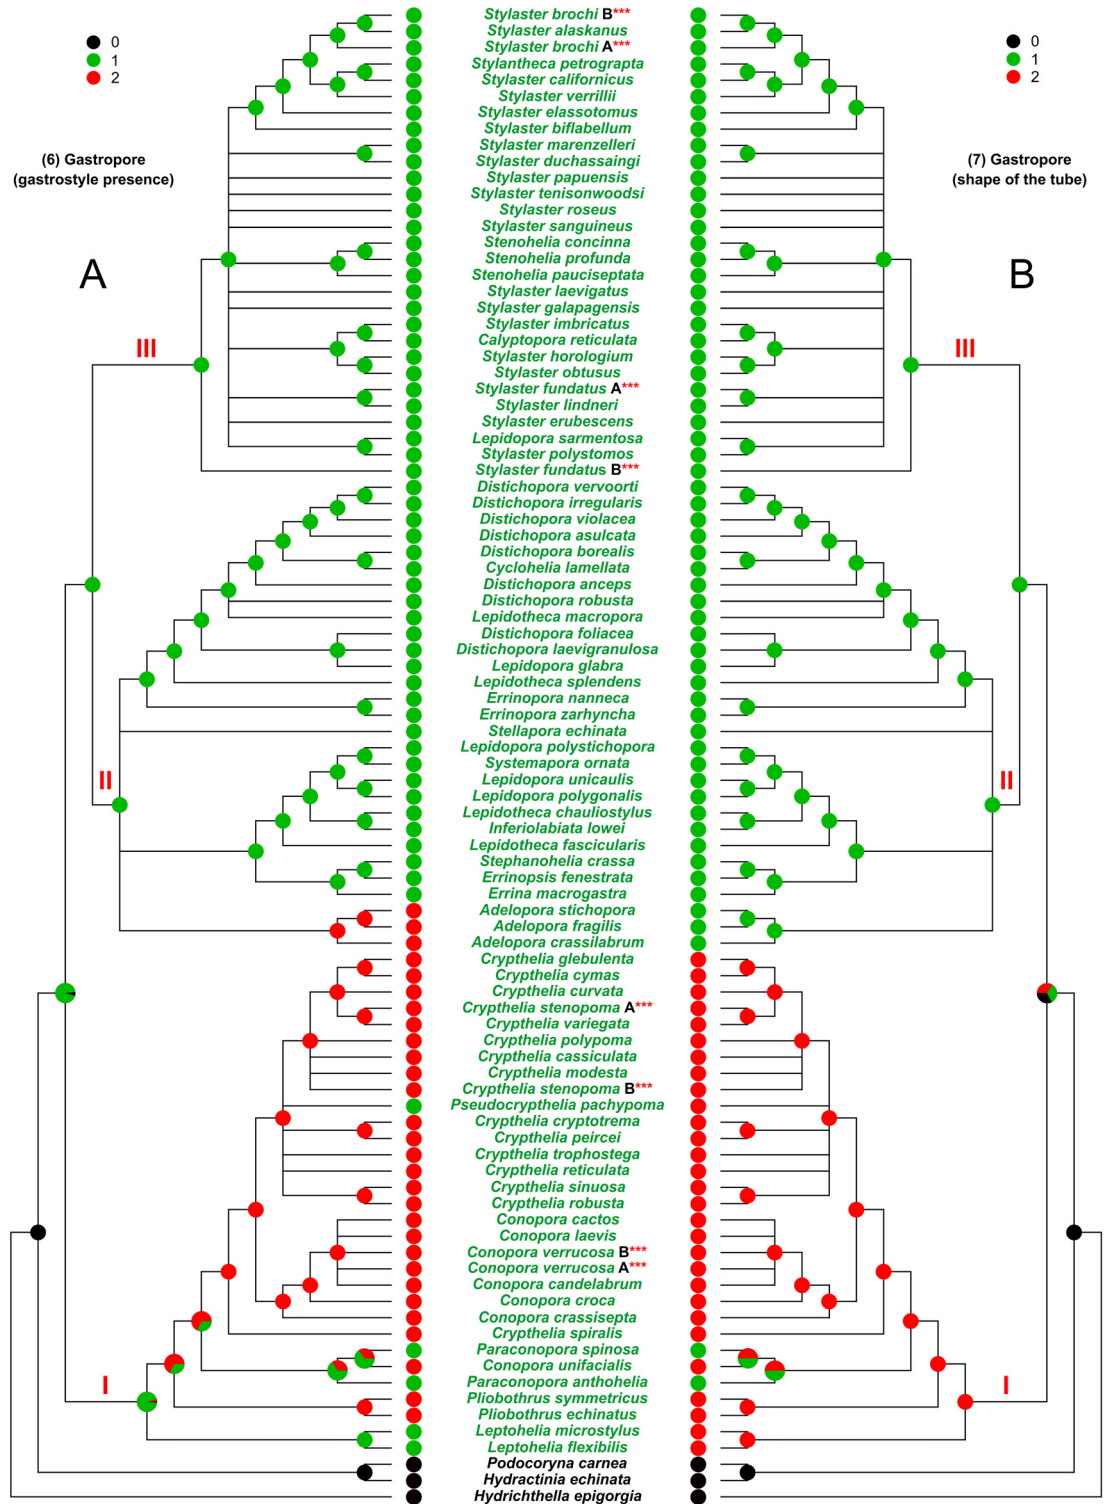 0
1
2
(6) Gastropore
(gastrostyle presence)
A
III
II
I
Stylaster brochi B***
Stylaster alaskanus
Stylaster brochi A***
Stylantheca petrograpta
Stylaster californicus
Stylaster verrillii
Stylaster elassotomus
Stylaster biflabellum
Stylaster marenzelleri
Stylaster duchassaingi
Stylaster papuensis
Stylaster tenisonwoodsi
Stylaster roseus
Stylaster sanguineus
Stenohelia concinna
Stenohelia profunda
Stenohelia pauciseptata
Stylaster laevigatus
Stylaster galapagensis
Stylaster imbricatus
Calyptopora reticulata
Stylaster horologium
Stylaster obtusus
Stylaster fundatus A***
Stylaster lindneri
Stylaster erubescens
Lepidopora sarmentosa
Stylaster polystomos
Stylaster fundatus B***
Distichopora vervoorti
Distichopora irregularis
Distichopora violacea
Distichopora asulcata
Distichopora borealis
Cyclohelia lamellata
Distichopora anceps
Distichopora robusta
Lepidotheca macropora
Distichopora foliacea
Distichopora laevigranulosa
Lepidopora glabra
Lepidotheca splendens
Errinopora nanneca
Errinopora zarhyncha
Stellapora echinata
Lepidopora polystichopora
Systemapora ornata
Lepidopora unicaulis
Lepidopora polygonalis
Lepidotheca chauliostylus
Inferiolabiata lowei
Lepidotheca fascicularis
Stephanohelia crassa
Errinopsis fenestrata
Errina macrogastra
Adelopora stichopora
Adelopora fragilis
Adelopora crassilabrum
Crypthelia glebulenta
Crypthelia cymas
Crypthelia curvata
Crypthelia stenopoma A***
Crypthelia variegata
Crypthelia polypoma
Crypthelia cassiculata
Crypthelia modesta
Crypthelia stenopoma B***
Pseudocrypthelia pachypoma
Crypthelia cryptotrema
Crypthelia peircei
Crypthelia trophostega
Crypthelia reticulata
Crypthelia sinuosa
Crypthelia robusta
Conopora cactos
Conopora laevis
Conopora verrucosa B***
Conopora verrucosa A***
Conopora candelabrum
Conopora croca
Conopora crassisepta
Crypthelia spiralis
Paraconopora spinosa
Conopora unifacialis
Paraconopora anthohelia
Pliobothrus symmetricus
Pliobothrus echinatus
Leptohelia microstylus
Leptohelia flexibilis
Podocoryna carnea
Hydractinia echinata
Hydrichthella epigorgia
0
1
2
(7) Gastropore
(shape of the tube)
B
III
II
I